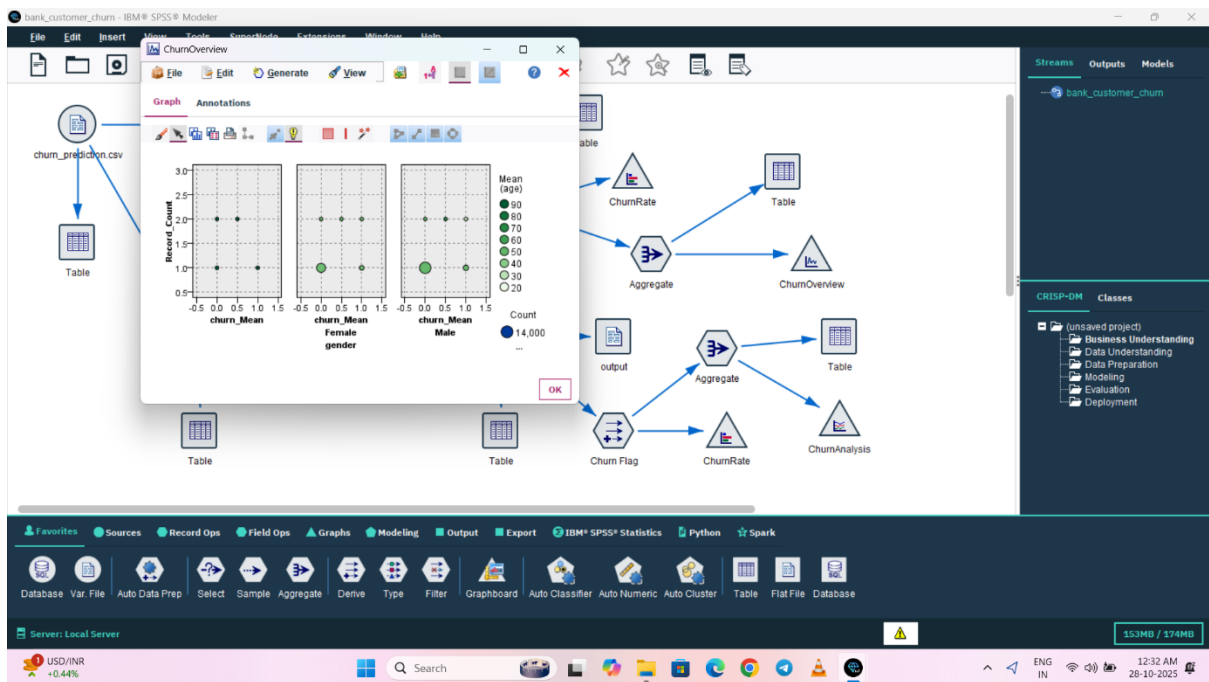 bank_customer_churn - IBM® SPSS® Modeler
File Edit Insert View Tools SuperNode Extensions Window Help
ChurnOverview
File Edit Generate View
Graph Annotations
3.0
2.5
2.0
1.5
1.0
0.5
Record_Count
-0.5 0.0 0.5 1.0 1.5 -0.5 0.0 0.5 1.0 1.5 -0.5 0.0 0.5 1.0 1.5
churn_Mean churn_Mean churn_Mean
Female Male
gender
Mean
(age)
90
80
70
60
50
40
30
20
Count
14,000
...
OK
churn_prediction.csv
Table
able
ChurnRate
Table
Aggregate
ChurnOverview
output
Aggregate
Table
Table
Table
Churn Flag
ChurnRate
ChurnAnalysis
Streams Outputs Models
bank_customer_churn
CRISP-DM Classes
(unsaved project)
Business Understanding
Data Understanding
Data Preparation
Modeling
Evaluation
Deployment
Favorites Sources Record Ops Field Ops Graphs Modeling Output Export IBM® SPSS® Statistics Python Spark
SQL SQL
Database Var. File Auto Data Prep Select Sample Aggregate Derive Type Filter Graphboard Auto Classifier Auto Numeric Auto Cluster Table Flat File Database
Server: Local Server
153MB / 174MB
1
USD/INR
+0.44%
Search
ENG
IN
12:32 AM
28-10-2025